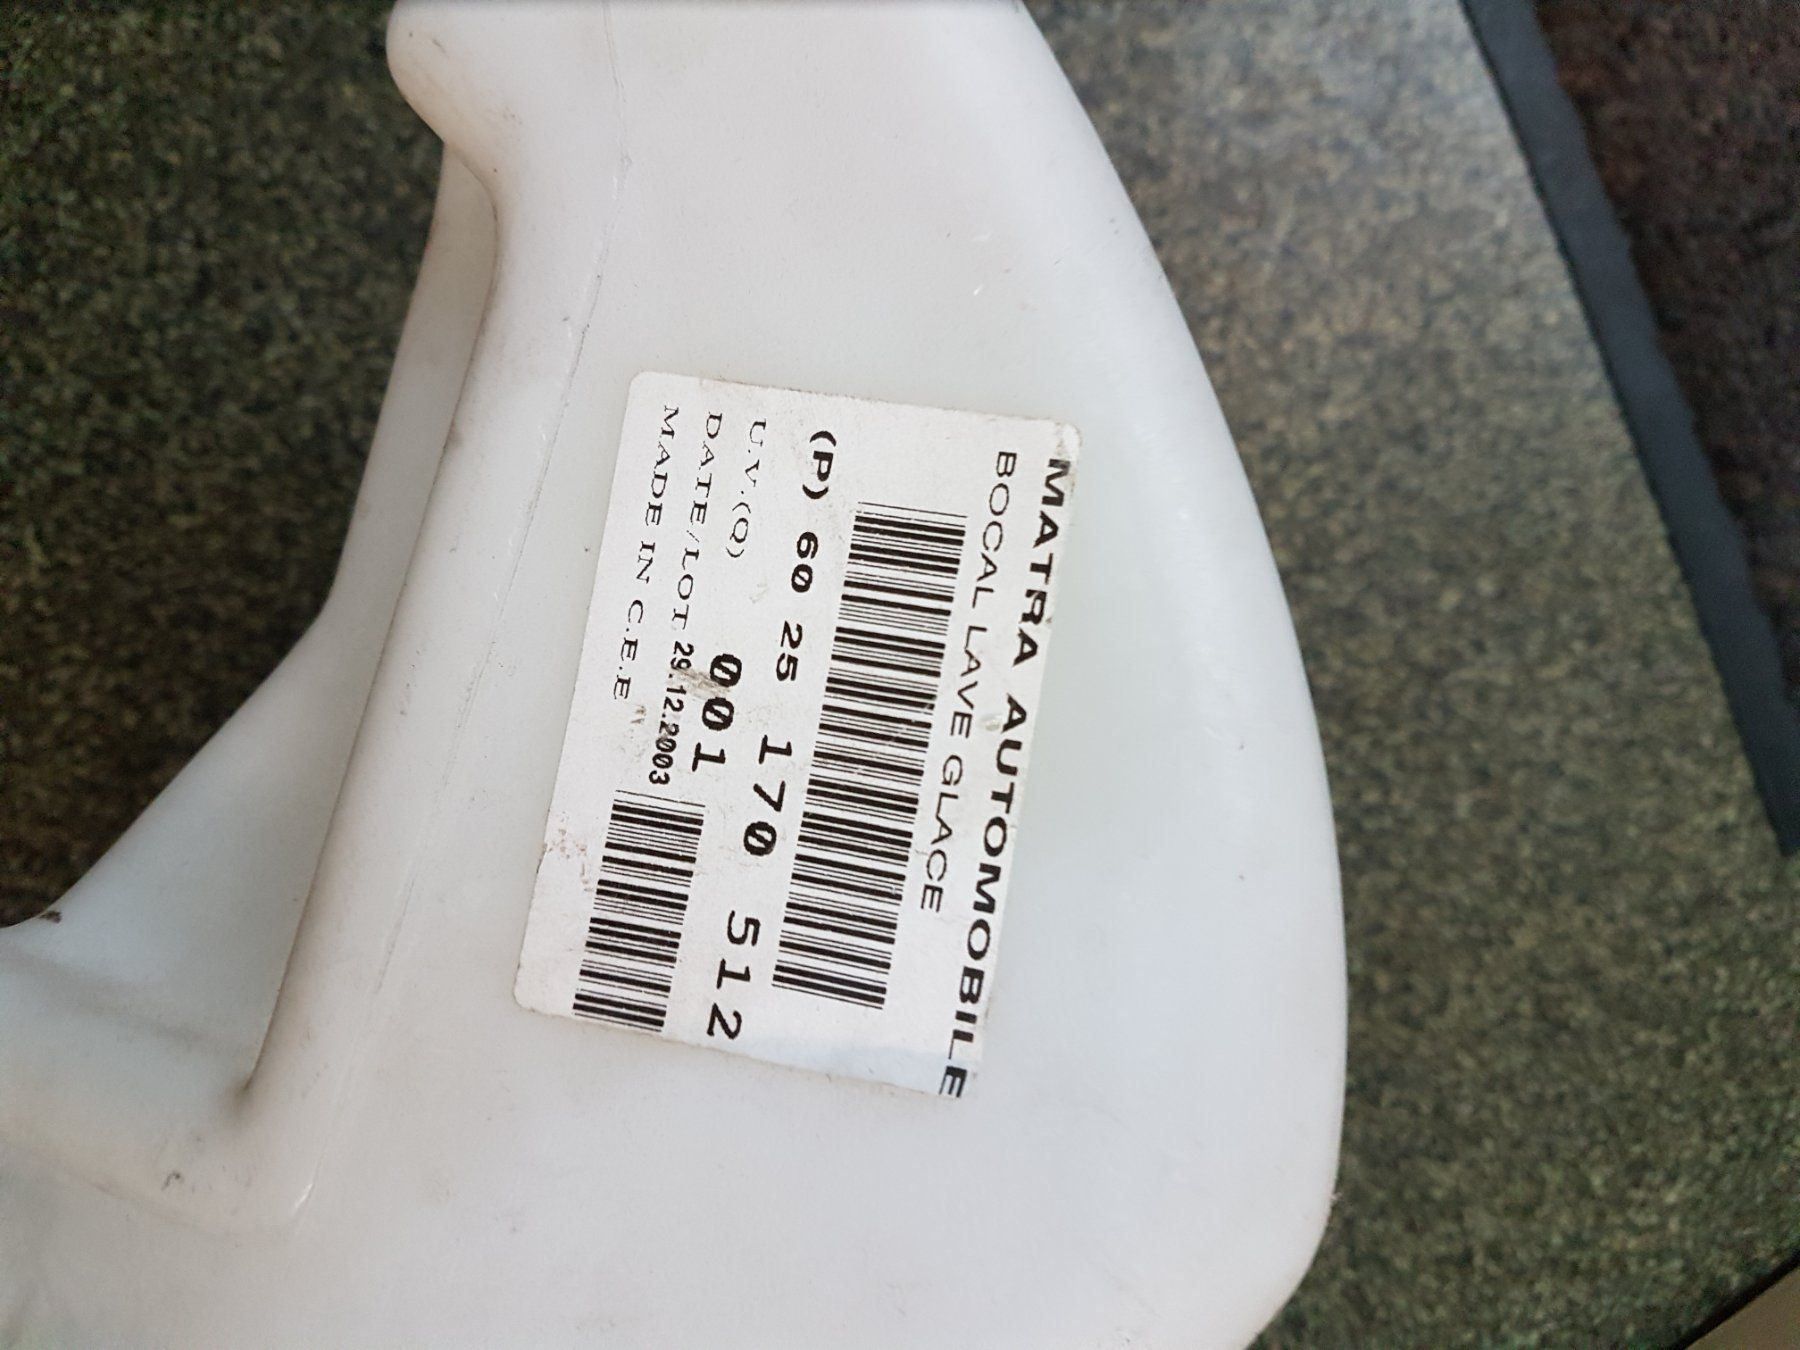 MATRA AUTOMOBILE
BOCAL LAVE GLACE
(P) 60 25 170 512
U.V.(Q) 001
DATE/LOT 29.12.2003
MADE IN C.E.E